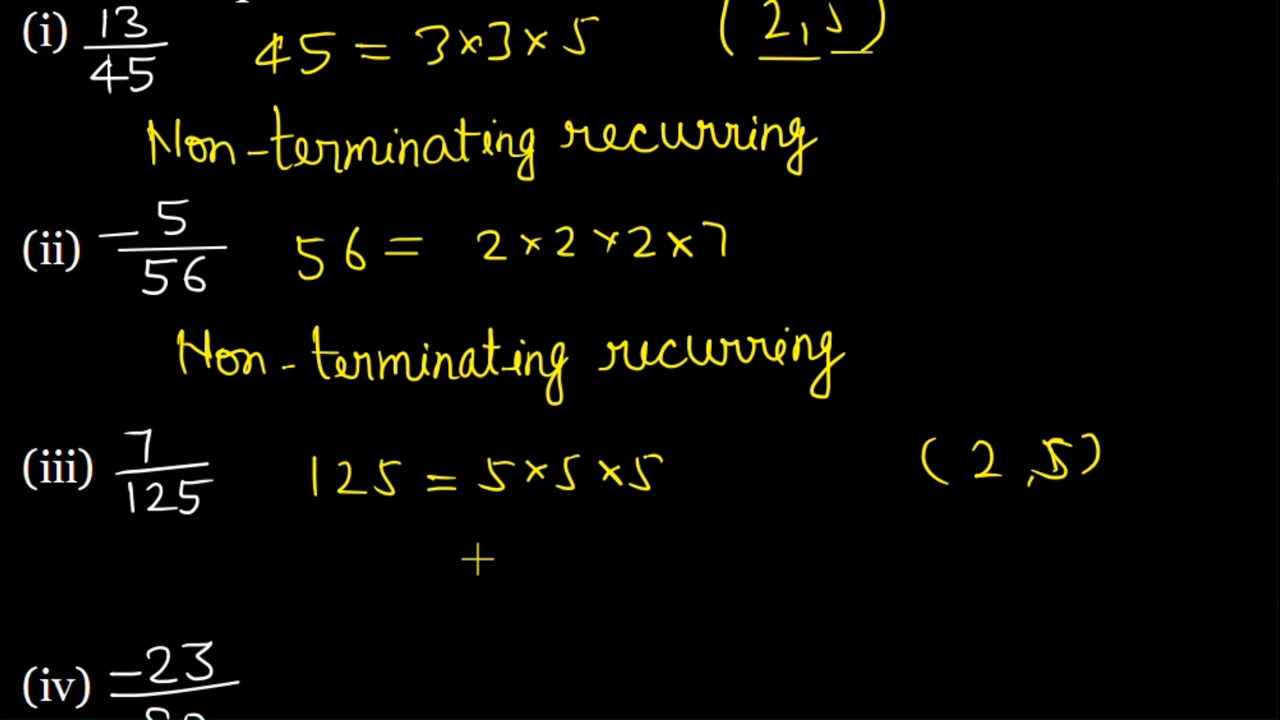 (i) 13/45 45 = 3×3×5 (2,5)
Non-terminating recurring
(ii) -5/56 56 = 2×2×2×7
Non-terminating recurring
(iii) 7/125 125 = 5×5×5 (2,5)
(iv) -23